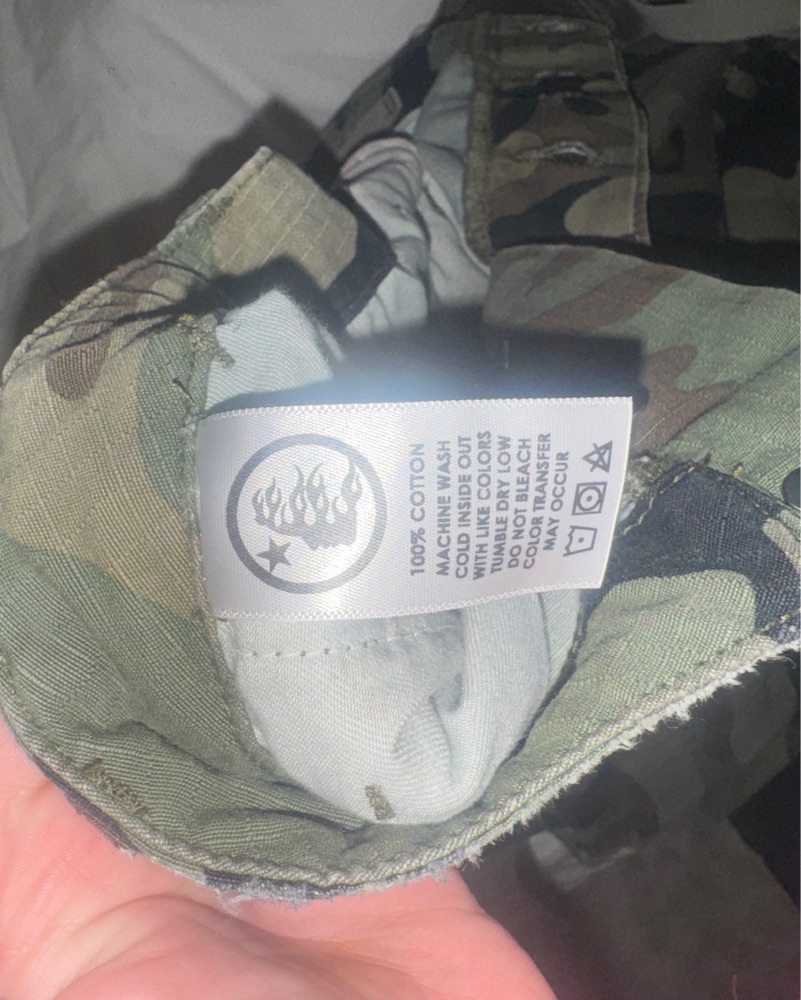 100% COTTON
MACHINE WASH
COLD INSIDE OUT
WITH LIKE COLORS
TUMBLE DRY LOW
DO NOT BLEACH
COLOR TRANSFER
MAY OCCUR